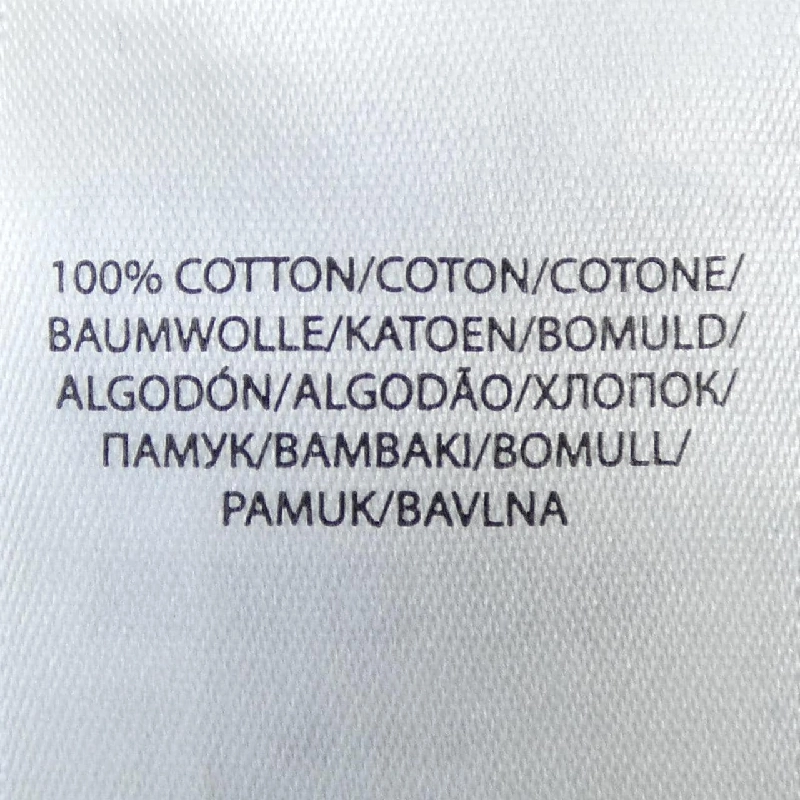 100% COTTON/COTON/COTONE/
BAUMWOLLE/KATOEN/BOMULD/
ALGODÓN/ALGODÃO/ХЛОПОК/
ПАМУК/BAMBAKI/BOMULL/
PAMUK/BAVLNA